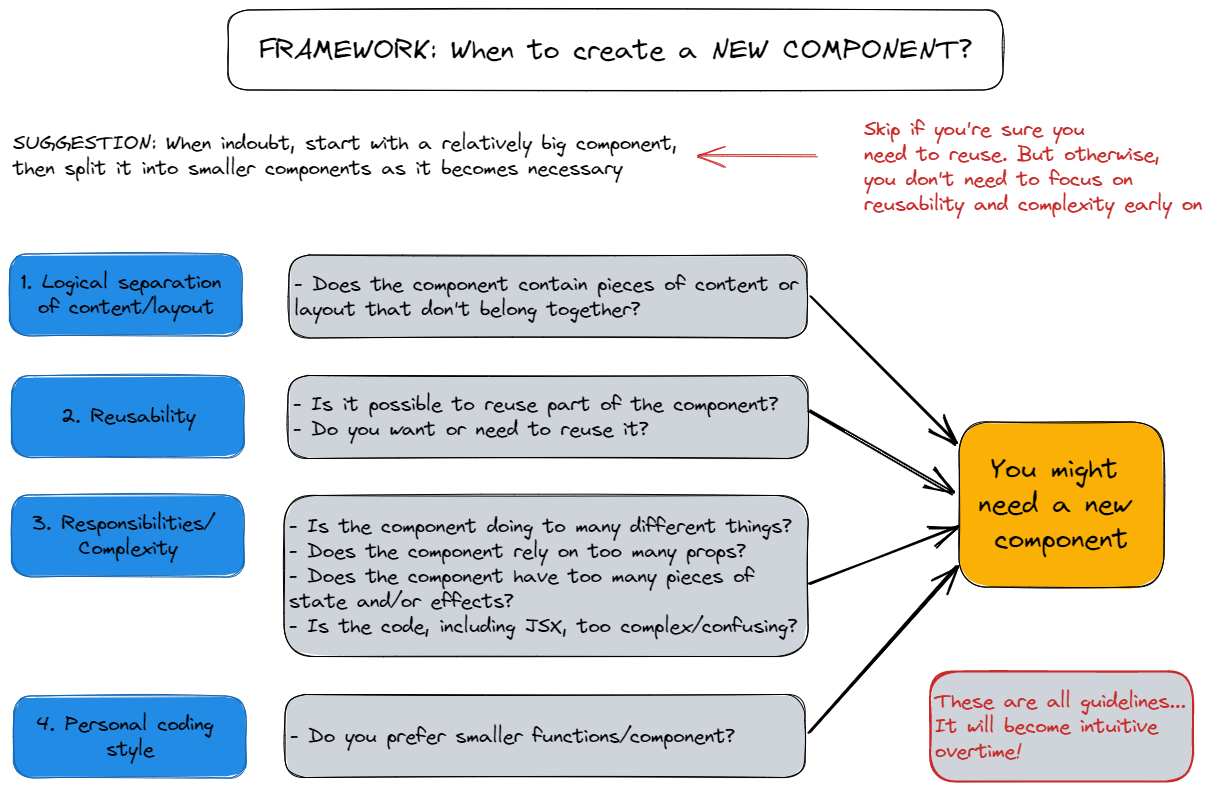 FRAMEWORK: When to create a NEW COMPONENT?
SUGGESTION: When indoubt, start with a relatively big component,
then split it into smaller components as it becomes necessary
Skip if you're sure you
need to reuse. But otherwise,
you don't need to focus on
reusability and complexity early on
1. Logical separation
of content/layout
- Does the component contain pieces of content or
layout that don't belong together?
2. Reusability
- Is it possible to reuse part of the component?
- Do you want or need to reuse it?
3. Responsibilities/
Complexity
- Is the component doing to many different things?
- Does the component rely on too many props?
- Does the component have too many pieces of
state and/or effects?
- Is the code, including JSX, too complex/confusing?
4. Personal coding
style
- Do you prefer smaller functions/component?
You might
need a new
component
These are all guidelines...
It will become intuitive
overtime!